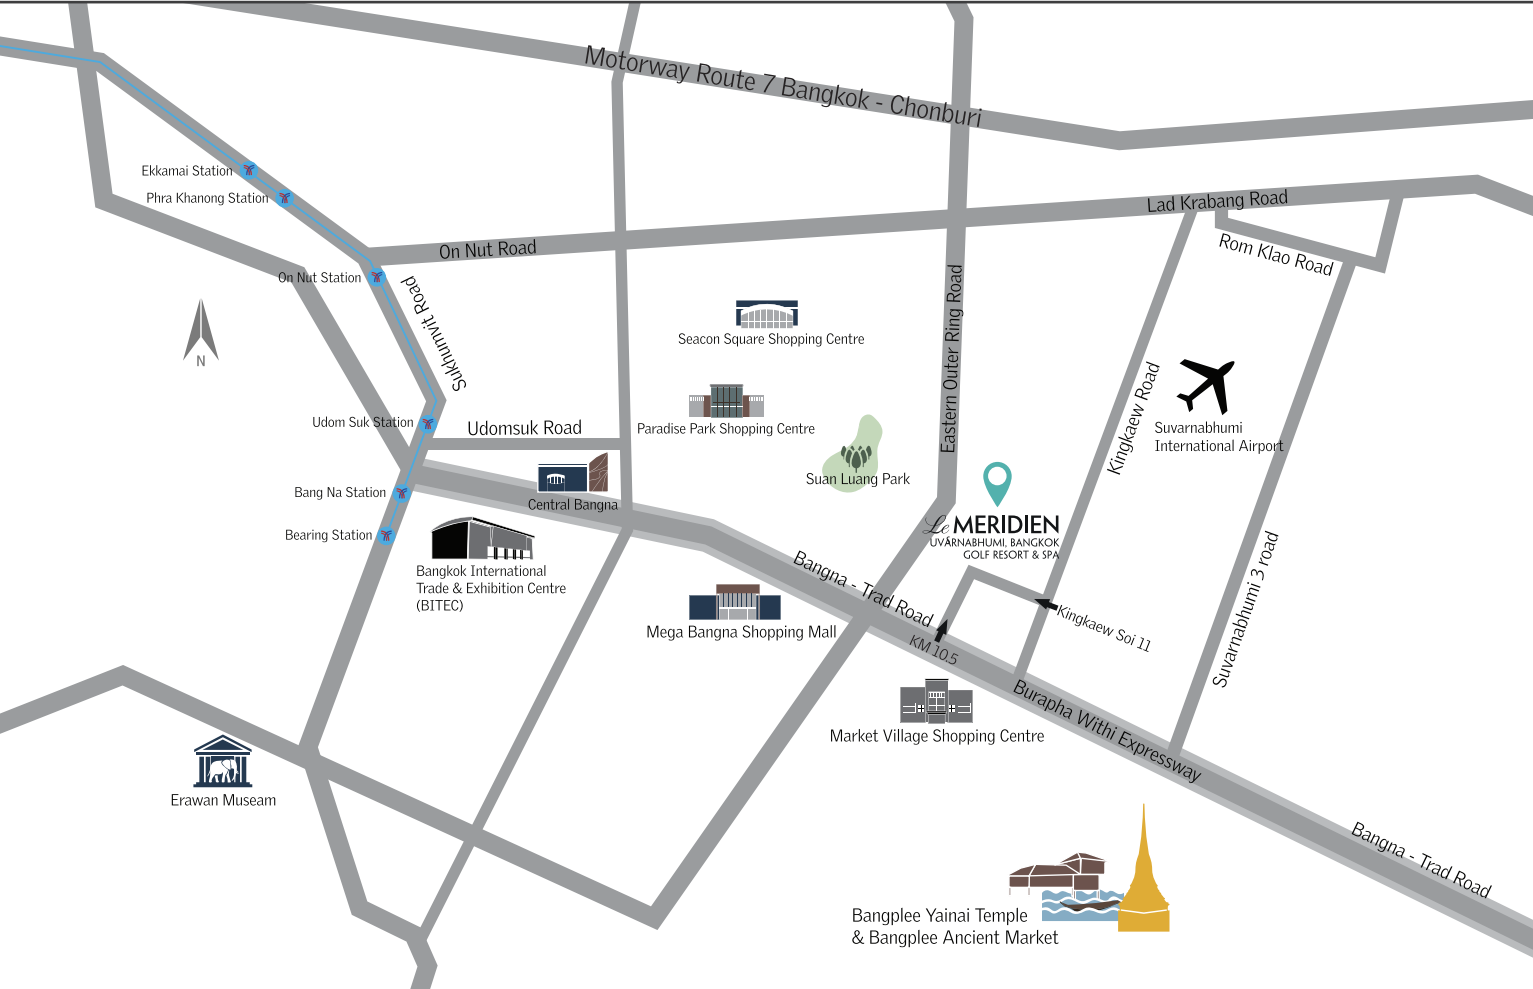 Motorway Route 7 Bangkok - Chonburi
Ekkamai Station
Phra Khanong Station
Lad Krabang Road
On Nut Road
Rom Klao Road
On Nut Station
Sukhumvit Road
Eastern Outer Ring Road
N
Seacon Square Shopping Centre
Kingkaew Road
Udom Suk Station
Udomsuk Road
Paradise Park Shopping Centre
Suvarnabhumi
International Airport
Suan Luang Park
Bang Na Station
Central Bangna
Bearing Station
Le MERIDIEN
UVARNABHUMI, BANGKOK
GOLF RESORT & SPA
Bangkok International
Trade & Exhibition Centre
(BITEC)
Bangna - Trad Road
Suvarnabhumi 3 road
Kingkaew Soi 11
Mega Bangna Shopping Mall
KM 10.5
Burapha Withi Expressway
Market Village Shopping Centre
Erawan Museam
Bangna - Trad Road
Bangplee Yainai Temple
& Bangplee Ancient Market